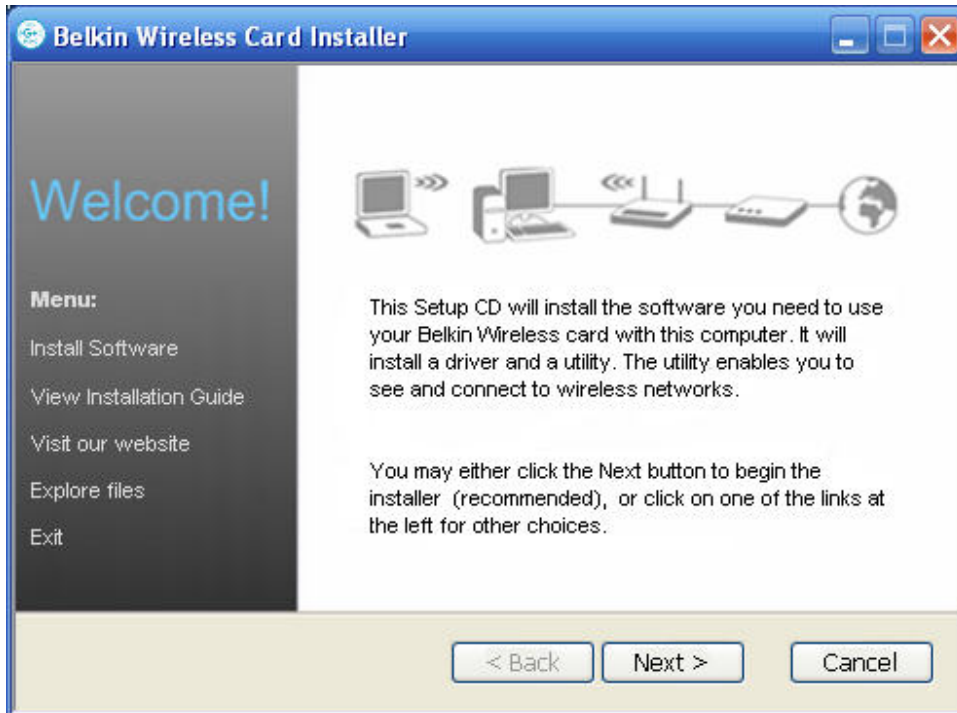 Belkin Wireless Card Installer
Welcome!
Menu:
Install Software
View Installation Guide
Visit our website
Explore files
Exit
This Setup CD will install the software you need to use
your Belkin Wireless card with this computer. It will
install a driver and a utility. The utility enables you to
see and connect to wireless networks.
You may either click the Next button to begin the
installer (recommended), or click on one of the links at
the left for other choices.
< Back
Next >
Cancel